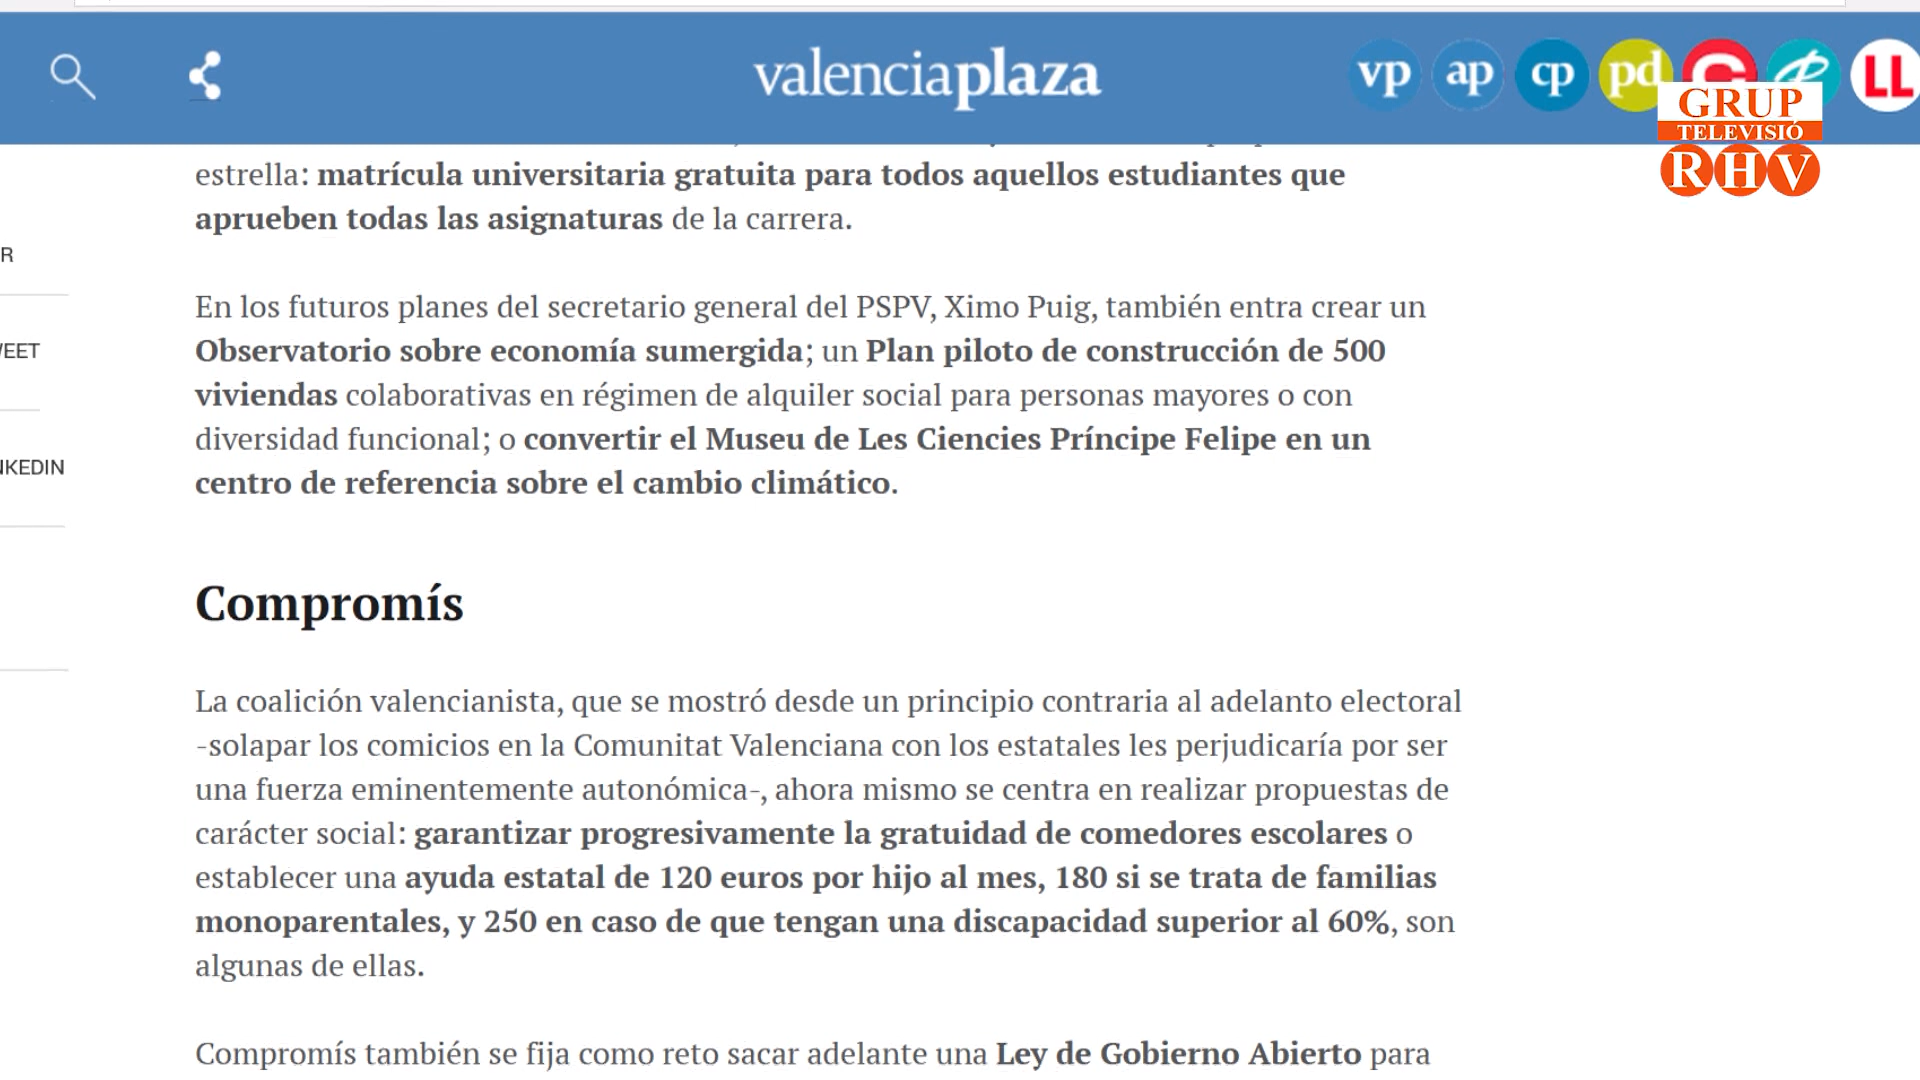 valenciaplaza
vp ap cp pd LL
GRUP
TELEVISIÓ
RHV
estrella: matrícula universitaria gratuita para todos aquellos estudiantes que
aprueben todas las asignaturas de la carrera.
R
En los futuros planes del secretario general del PSPV, Ximo Puig, también entra crear un
Observatorio sobre economía sumergida; un Plan piloto de construcción de 500
WEET
viviendas colaborativas en régimen de alquiler social para personas mayores o con
diversidad funcional; o convertir el Museu de Les Ciencies Príncipe Felipe en un
NKEDIN
centro de referencia sobre el cambio climático.
Compromís
La coalición valencianista, que se mostró desde un principio contraria al adelanto electoral
-solapar los comicios en la Comunitat Valenciana con los estatales les perjudicaría por ser
una fuerza eminentemente autonómica-, ahora mismo se centra en realizar propuestas de
carácter social: garantizar progresivamente la gratuidad de comedores escolares o
establecer una ayuda estatal de 120 euros por hijo al mes, 180 si se trata de familias
monoparentales, y 250 en caso de que tengan una discapacidad superior al 60%, son
algunas de ellas.
Compromís también se fija como reto sacar adelante una Ley de Gobierno Abierto para